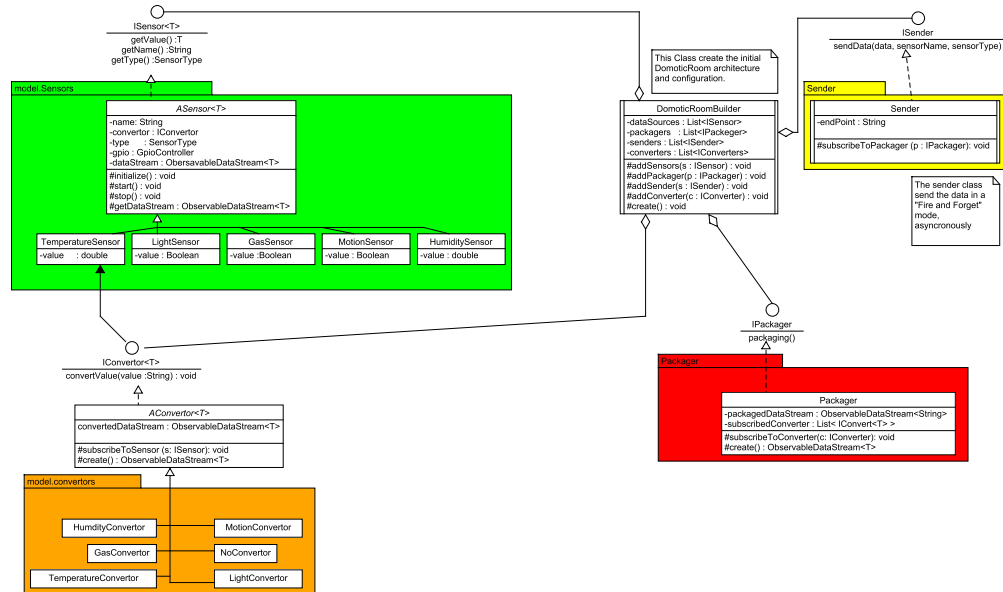 ISensor<T>
getValue() :T
getName() :String
getType() :SensorType
model.Sensors
ASensor<T>
-name: String
-convertor : IConvertor
-type : SensorType
-gpio : GpioController
-dataStream : ObersavableDataStream<T>
#initialize() : void
#start() : void
#stop() : void
#getDataStream : ObservableDataStream<T>
TemperatureSensor
-value : double
LightSensor
-value : Boolean
GasSensor
-value :Boolean
MotionSensor
-value : Boolean
HumiditySensor
-value : double
This Class create the initial
DomoticRoom architecture
and configuration.
DomoticRoomBuilder
-dataSources : List<ISensor>
-packagers : List<IPackeger>
-senders : List<ISender>
-converters : List<IConverters>
#addSensors(s : ISensor) : void
#addPackager(p : IPackager) : void
#addSender(s : ISender) : void
#addConverter(c : IConverter) : void
#create() : void
ISender
sendData(data, sensorName, sensorType)
Sender
Sender
-endPoint : String
#subscribeToPackager (p : IPackager): void
The sender class
send the data in a
"Fire and Forget"
mode,
asyncronously
IPackager
packaging()
Packager
Packager
-packagedDataStream : ObservableDataStream<String>
-subscribedConverter : List< IConvert<T> >
#subscribeToConverter(c: IConverter): void
#create() : ObservableDataStream<T>
IConvertor<T>
convertValue(value :String) : void
AConvertor<T>
convertedDataStream : ObservableDataStream<T>
#subscribeToSensor (s: ISensor): void
#create() : ObservableDataStream<T>
model.convertors
HumdityConvertor
MotionConvertor
GasConvertor
NoConvertor
TemperatureConvertor
LightConvertor